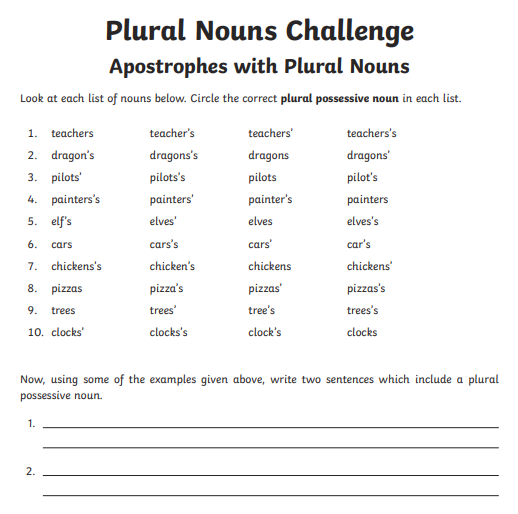 Plural Nouns Challenge
Apostrophes with Plural Nouns
Look at each list of nouns below. Circle the correct plural possessive noun in each list.
1. teachers teacher's teachers' teachers's
2. dragon's dragons's dragons dragons'
3. pilots' pilots's pilots pilot's
4. painters's painters' painter's painters
5. elf's elves' elves elves's
6. cars cars's cars' car's
7. chickens's chicken's chickens chickens'
8. pizzas pizza's pizzas' pizzas's
9. trees trees' tree's trees's
10. clocks' clocks's clock's clocks
Now, using some of the examples given above, write two sentences which include a plural
possessive noun.
1.
2.